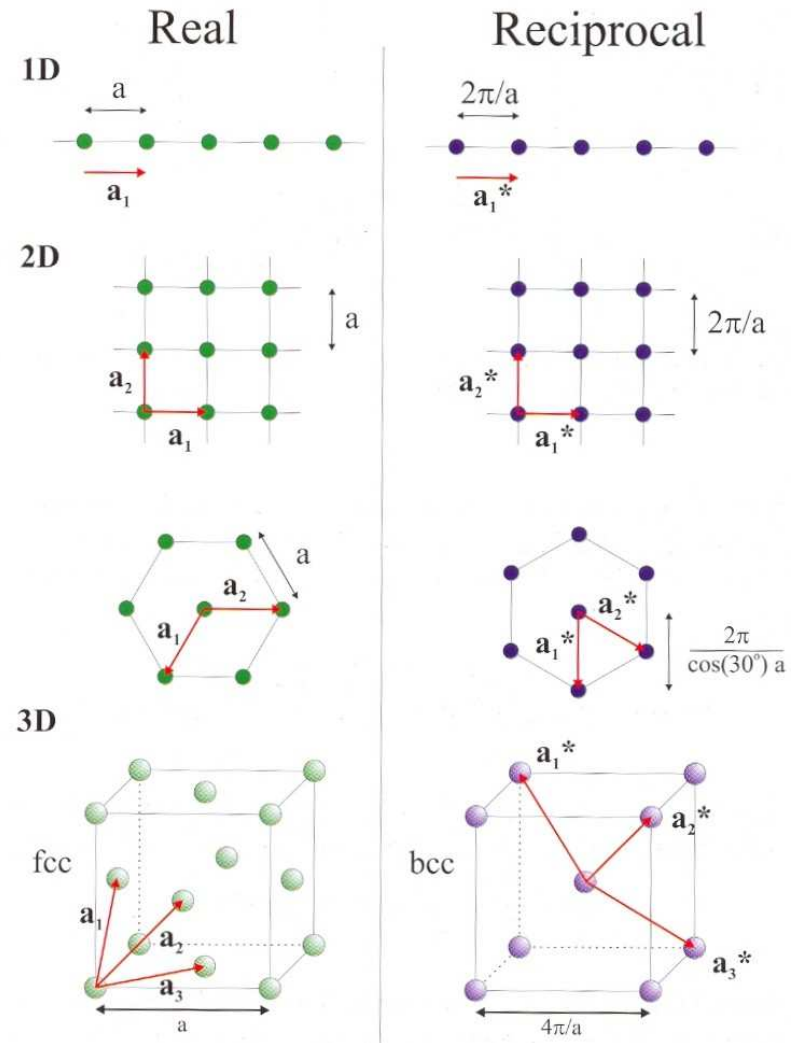 Real
Reciprocal
1D
a
a₁
2π/a
a₁*
2D
a
a₂
a₁
2π/a
a₂*
a₁*
a
a₂
a₁
a₂*
a₁*
2π
cos(30°) a
3D
fcc
a₁
a₂
a₃
a
a₁*
a₂*
bcc
a₃*
4π/a